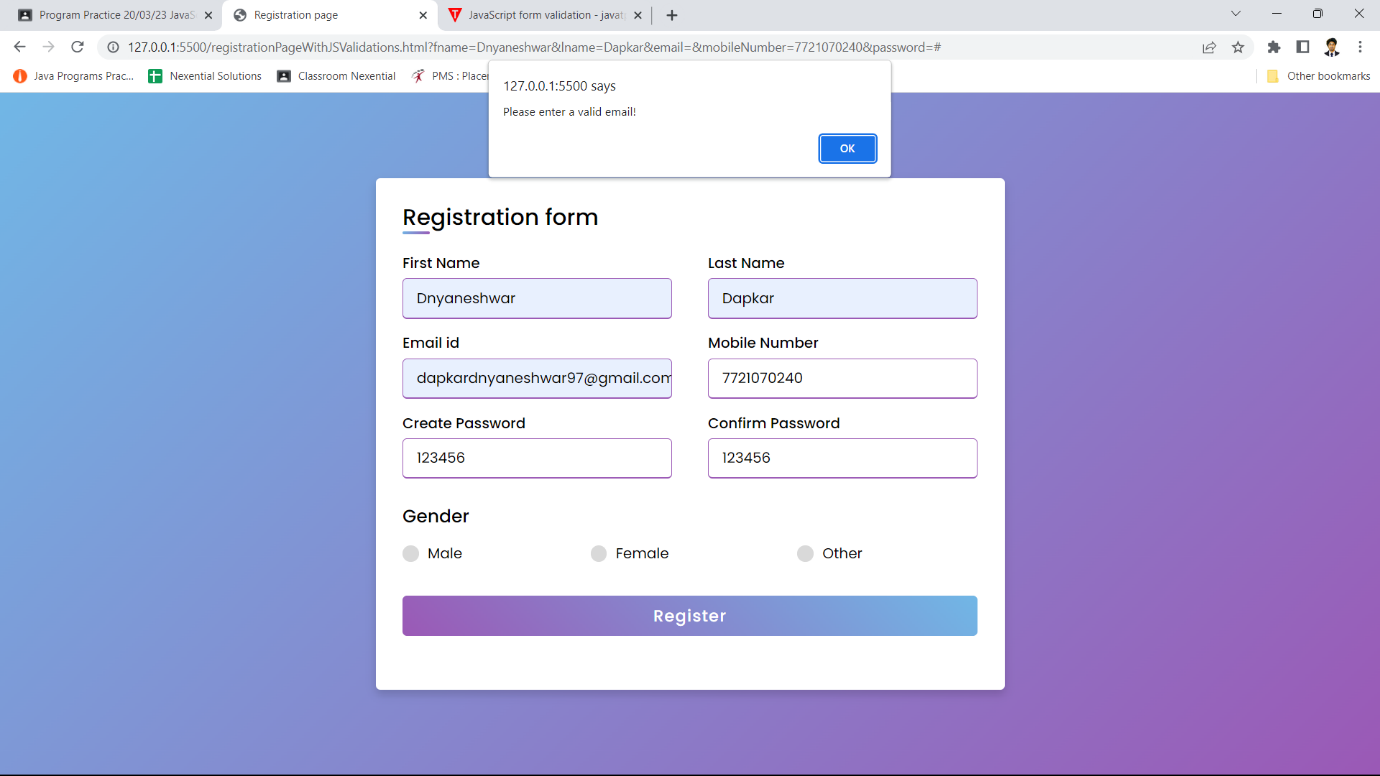 Program Practice 20/03/23 JavaS
Registration page
JavaScript form validation - javat
127.0.0.1:5500/registrationPageWithJSValidations.html?fname=Dnyaneshwar&lname=Dapkar&email=&mobileNumber=7721070240&password=#
Java Programs Prac...
Nexential Solutions
Classroom Nexential
PMS : Placer
Other bookmarks
127.0.0.1:5500 says
Please enter a valid email!
OK
Registration form
First Name
Last Name
Dnyaneshwar
Dapkar
Email id
Mobile Number
dapkardnyaneshwar97@gmail.com
7721070240
Create Password
Confirm Password
123456
123456
Gender
Male
Female
Other
Register